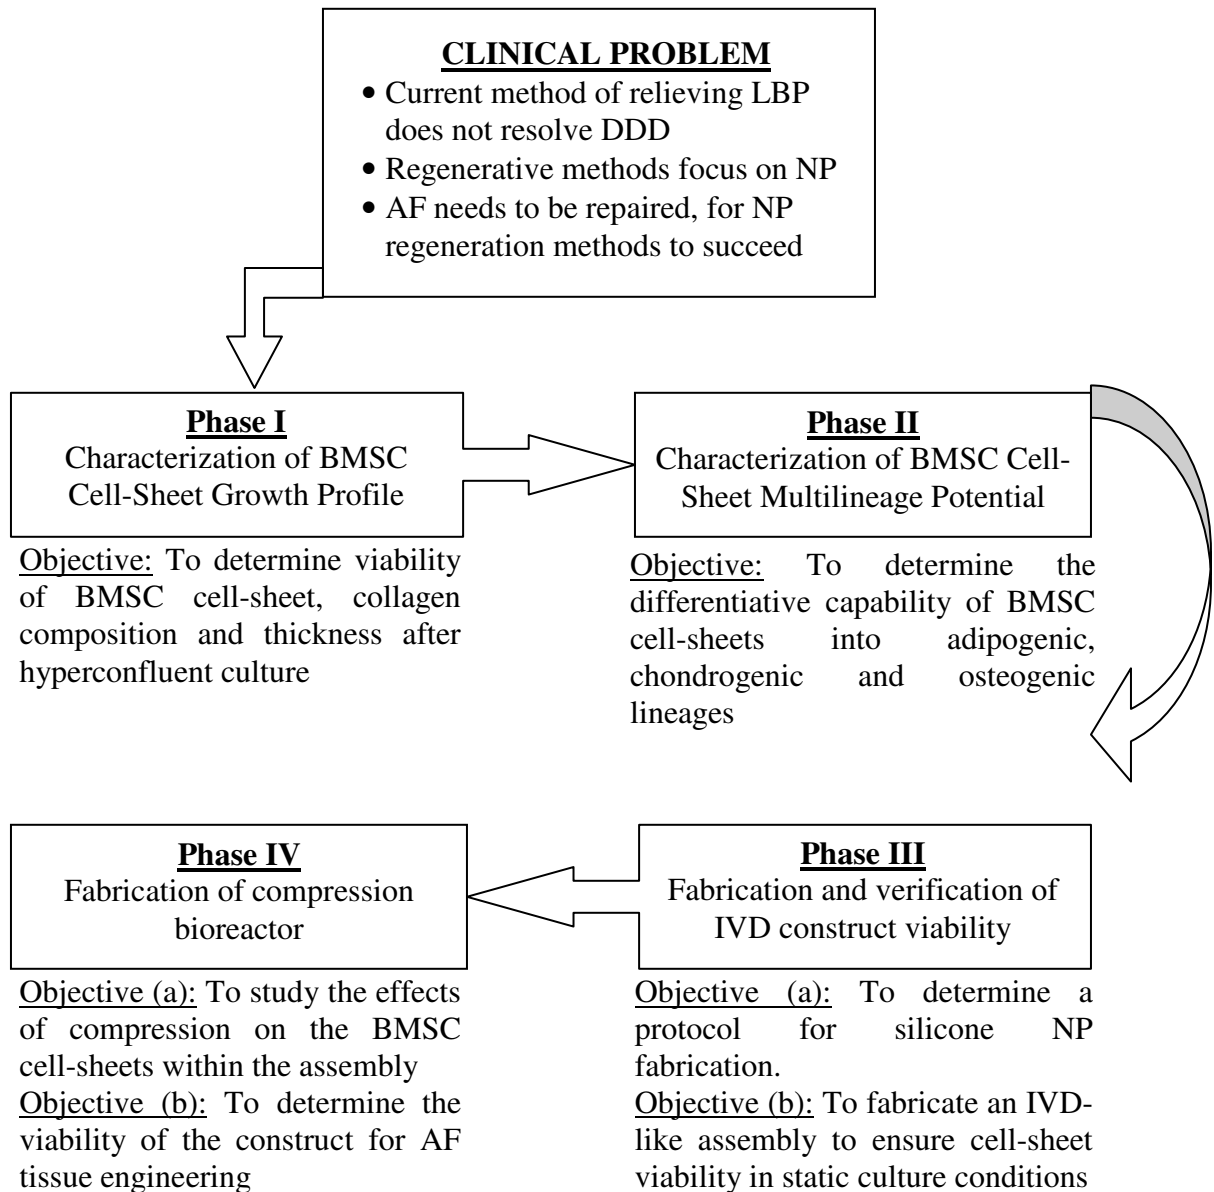 CLINICAL PROBLEM
• Current method of relieving LBP
does not resolve DDD
• Regenerative methods focus on NP
• AF needs to be repaired, for NP
regeneration methods to succeed
Phase I
Characterization of BMSC
Cell-Sheet Growth Profile
Objective: To determine viability
of BMSC cell-sheet, collagen
composition and thickness after
hyperconfluent culture
Phase II
Characterization of BMSC Cell-
Sheet Multilineage Potential
Objective: To determine the
differentiative capability of BMSC
cell-sheets into adipogenic,
chondrogenic and osteogenic
lineages
Phase III
Fabrication and verification of
IVD construct viability
Objective (a): To determine a
protocol for silicone NP
fabrication.
Objective (b): To fabricate an IVD-
like assembly to ensure cell-sheet
viability in static culture conditions
Phase IV
Fabrication of compression
bioreactor
Objective (a): To study the effects
of compression on the BMSC
cell-sheets within the assembly
Objective (b): To determine the
viability of the construct for AF
tissue engineering